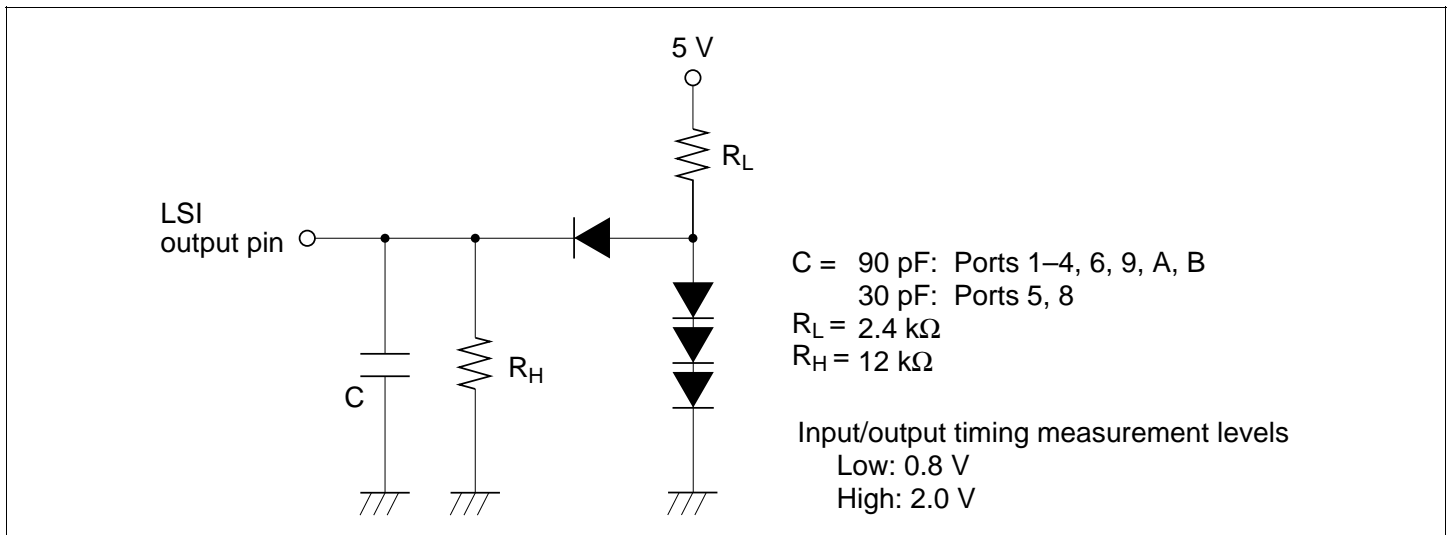 5 V
R_L
LSI
output pin
C = 90 pF: Ports 1–4, 6, 9, A, B
30 pF: Ports 5, 8
R_L = 2.4 kΩ
R_H = 12 kΩ
R_H
C
Input/output timing measurement levels
Low: 0.8 V
High: 2.0 V